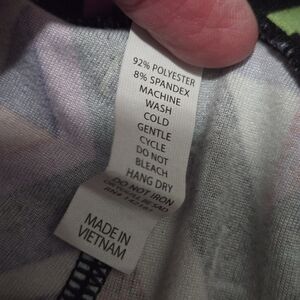 92% POLYESTER
8% SPANDEX
MACHINE
WASH
COLD
GENTLE
CYCLE
DO NOT
BLEACH
HANG DRY
DO NOT IRON
MADE IN
VIETNAM